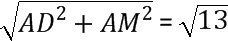 √(AD² + AM²) = √13